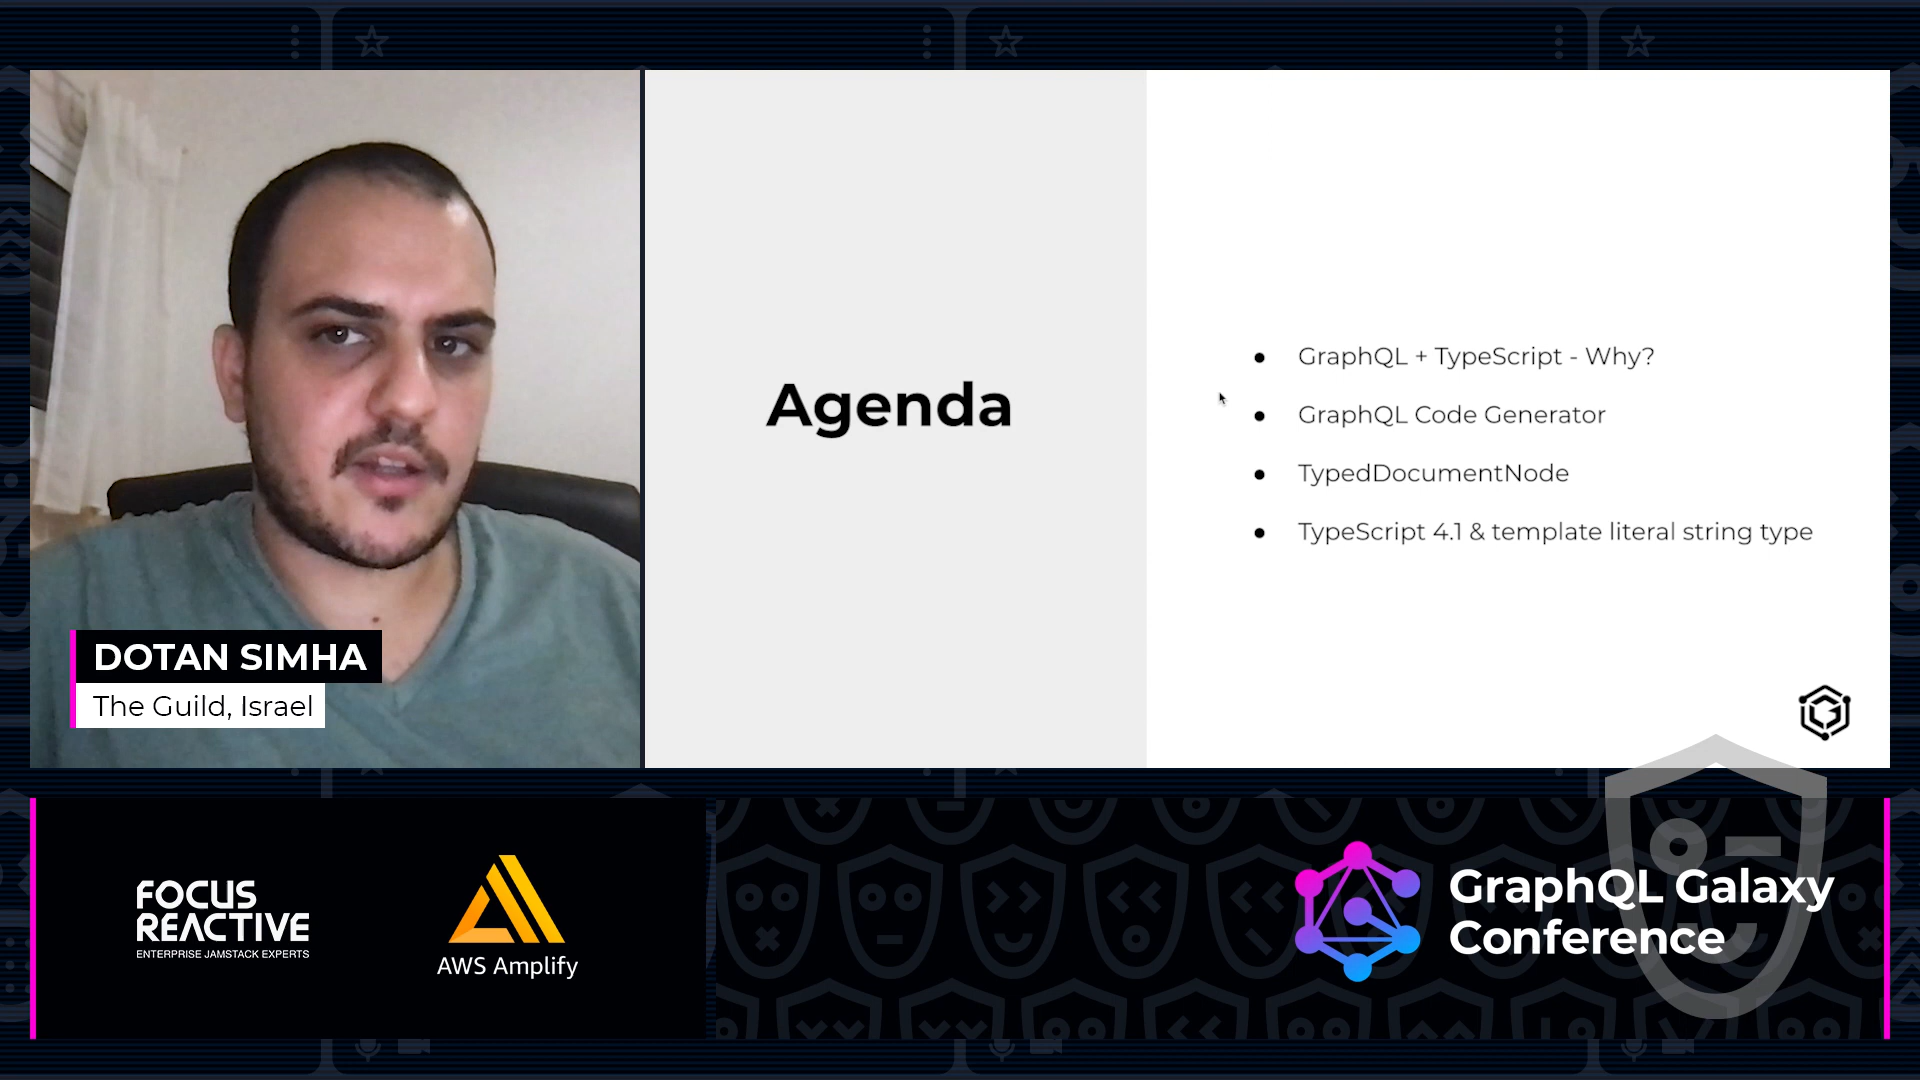 Agenda
GraphQL + TypeScript - Why?
GraphQL Code Generator
TypedDocumentNode
TypeScript 4.1 & template literal string type
DOTAN SIMHA
The Guild, Israel
FOCUS
REACTIVE
ENTERPRISE JAMSTACK EXPERTS
AWS Amplify
GraphQL Galaxy
Conference